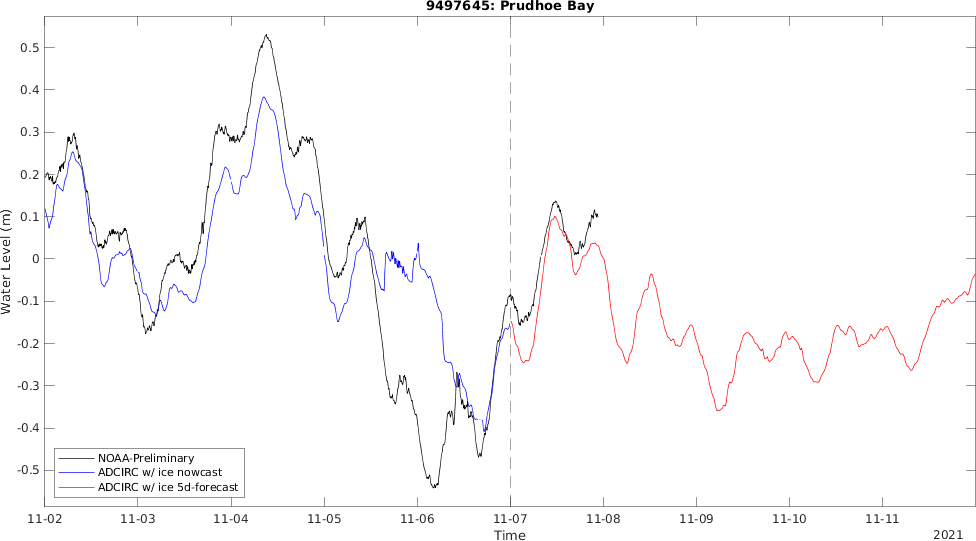 9497645: Prudhoe Bay
Water Level (m)
0.5
0.4
0.3
0.2
0.1
0
-0.1
-0.2
-0.3
-0.4
-0.5
NOAA-Preliminary
ADCIRC w/ ice nowcast
ADCIRC w/ ice 5d-forecast
11-02 11-03 11-04 11-05 11-06 11-07 11-08 11-09 11-10 11-11
Time
2021